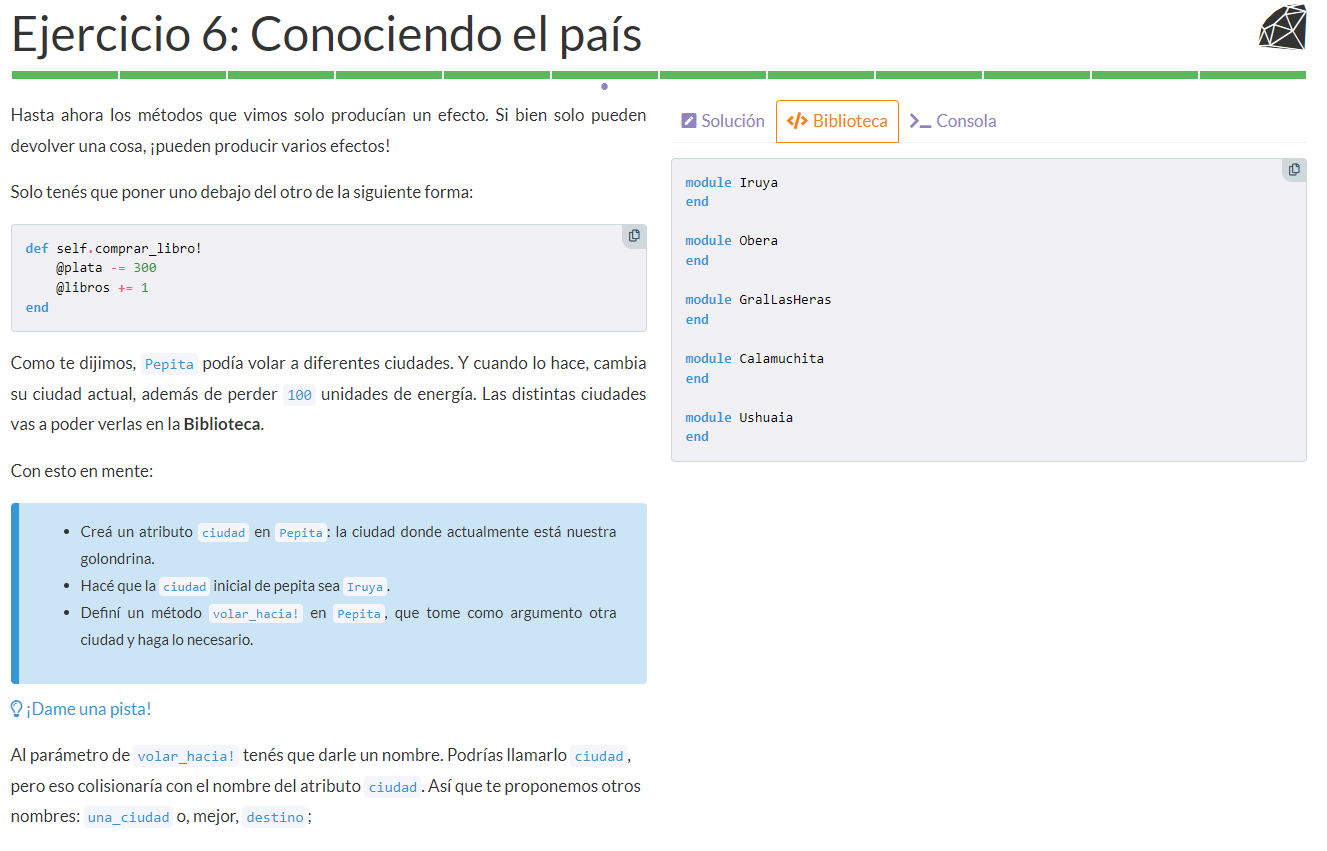 Ejercicio 6: Conociendo el país
Hasta ahora los métodos que vimos solo producían un efecto. Si bien solo pueden
devolver una cosa, ¡pueden producir varios efectos!
Solo tenés que poner uno debajo del otro de la siguiente forma:
def self.comprar_libro!
    @plata -= 300
    @libros += 1
end
Como te dijimos, Pepita podía volar a diferentes ciudades. Y cuando lo hace, cambia
su ciudad actual, además de perder 100 unidades de energía. Las distintas ciudades
vas a poder verlas en la Biblioteca.
Con esto en mente:
• Creá un atributo ciudad en Pepita: la ciudad donde actualmente está nuestra
golondrina.
• Hacé que la ciudad inicial de pepita sea Iruya.
• Definí un método volar_hacia! en Pepita, que tome como argumento otra
ciudad y haga lo necesario.
¡Dame una pista!
Al parámetro de volar_hacia! tenés que darle un nombre. Podrías llamarlo ciudad,
pero eso colisionaría con el nombre del atributo ciudad. Así que te proponemos otros
nombres: una_ciudad o, mejor, destino;
Solución </> Biblioteca Consola
module Iruya
end
module Obera
end
module GralLasHeras
end
module Calamuchita
end
module Ushuaia
end